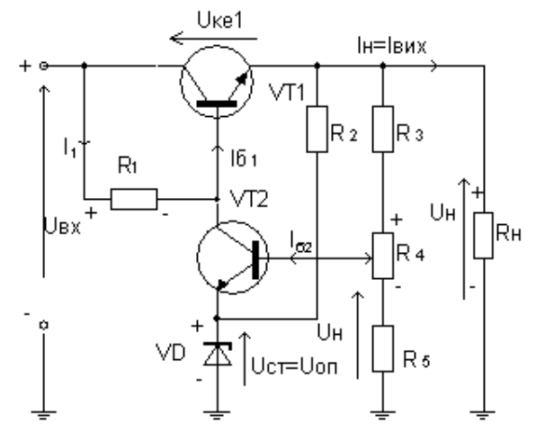 Uке1
Iн=Iвих
+
VT1
I1
R1
Iб1
R2
R3
+
-
VT2
Uвх
Iб2
+
R4
-
Uн
+
-
Rн
-
+
VD
-
Uст=Uоп
Uн
R5